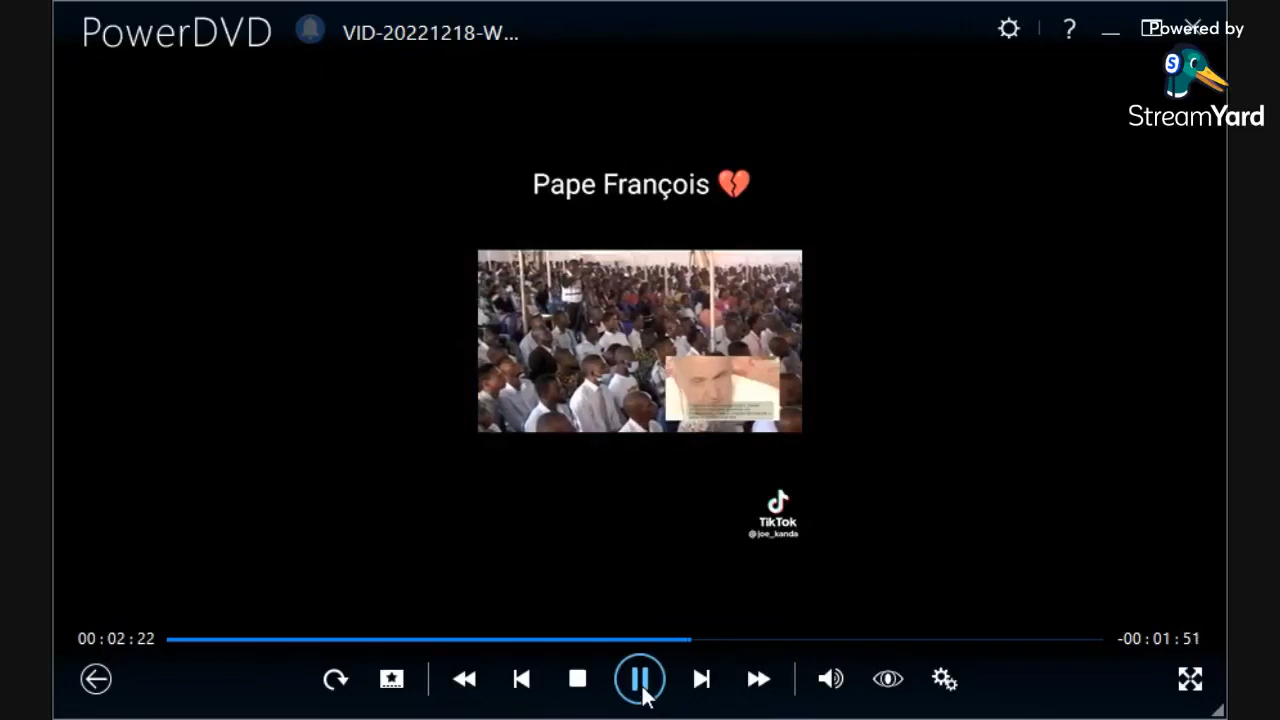 PowerDVD
VID-20221218-W...
?
Powered by
S
StreamYard
Pape François 💔
TikTok
@joe_kanda
00:02:22
-00:01:51